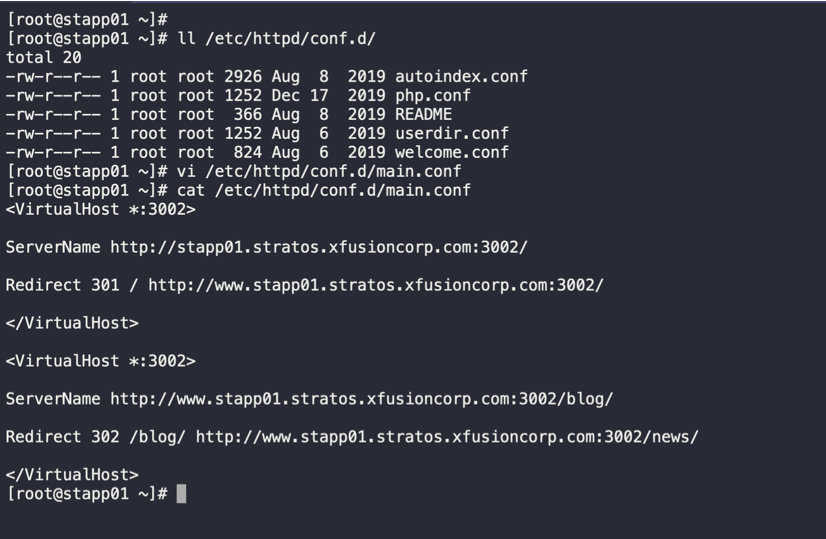 [root@stapp01 ~]#
[root@stapp01 ~]# ll /etc/httpd/conf.d/
total 20
-rw-r--r-- 1 root root 2926 Aug  8  2019 autoindex.conf
-rw-r--r-- 1 root root 1252 Dec 17  2019 php.conf
-rw-r--r-- 1 root root  366 Aug  8  2019 README
-rw-r--r-- 1 root root 1252 Aug  6  2019 userdir.conf
-rw-r--r-- 1 root root  824 Aug  6  2019 welcome.conf
[root@stapp01 ~]# vi /etc/httpd/conf.d/main.conf
[root@stapp01 ~]# cat /etc/httpd/conf.d/main.conf
<VirtualHost *:3002>
ServerName http://stapp01.stratos.xfusioncorp.com:3002/
Redirect 301 / http://www.stapp01.stratos.xfusioncorp.com:3002/
</VirtualHost>
<VirtualHost *:3002>
ServerName http://www.stapp01.stratos.xfusioncorp.com:3002/blog/
Redirect 302 /blog/ http://www.stapp01.stratos.xfusioncorp.com:3002/news/
</VirtualHost>
[root@stapp01 ~]#